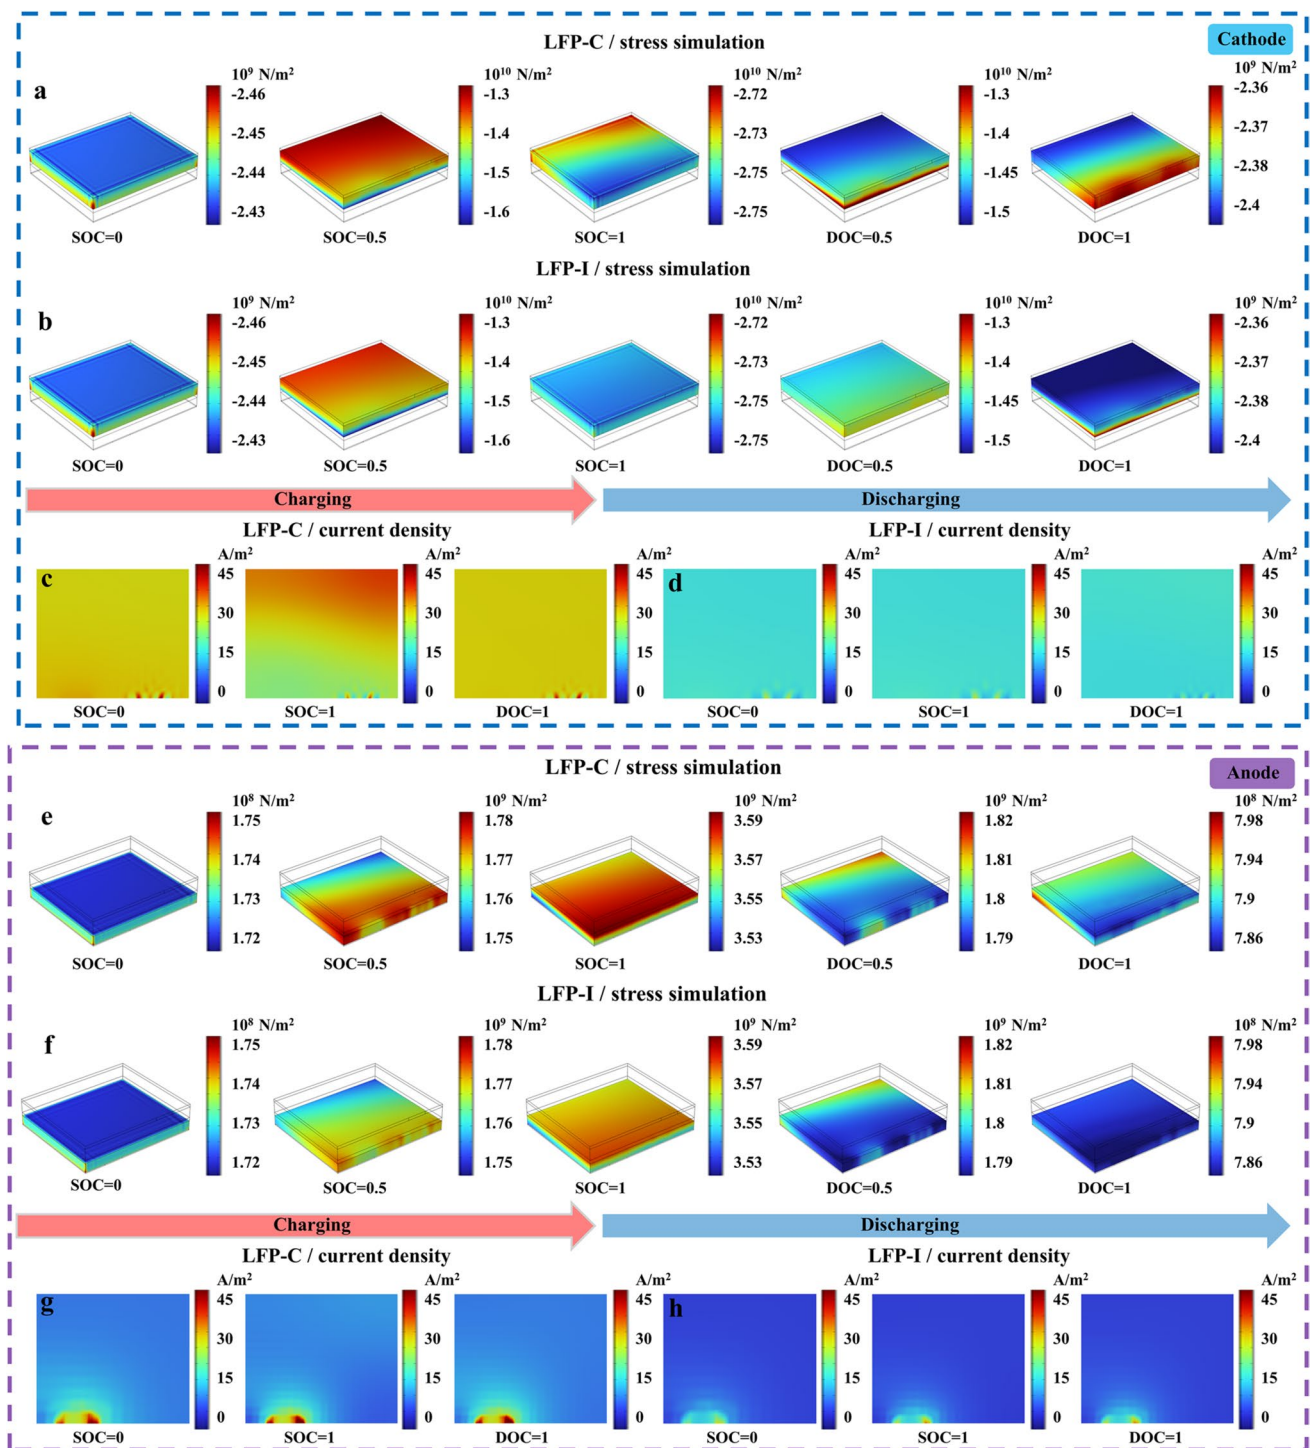 LFP-C / stress simulation
Cathode
a
10⁹ N/m² 10¹⁰ N/m² 10¹⁰ N/m² 10¹⁰ N/m² 10⁹ N/m²
-2.46 -1.3 -2.72 -1.3 -2.36
-2.45 -1.4 -2.73 -1.4 -2.37
-2.44 -1.5 -2.75 -1.45 -2.38
-2.43 -1.6 -2.75 -1.5 -2.4
SOC=0 SOC=0.5 SOC=1 DOC=0.5 DOC=1
LFP-I / stress simulation
b
10⁹ N/m² 10¹⁰ N/m² 10¹⁰ N/m² 10¹⁰ N/m² 10⁹ N/m²
-2.46 -1.3 -2.72 -1.3 -2.36
-2.45 -1.4 -2.73 -1.4 -2.37
-2.44 -1.5 -2.75 -1.45 -2.38
-2.43 -1.6 -2.75 -1.5 -2.4
SOC=0 SOC=0.5 SOC=1 DOC=0.5 DOC=1
Charging Discharging
LFP-C / current density LFP-I / current density
A/m² A/m² A/m² A/m² A/m² A/m²
c d
45 45 45 45 45 45
30 30 30 30 30 30
15 15 15 15 15 15
0 0 0 0 0 0
SOC=0 SOC=1 DOC=1 SOC=0 SOC=1 DOC=1
LFP-C / stress simulation
Anode
e
10⁸ N/m² 10⁹ N/m² 10⁹ N/m² 10⁹ N/m² 10⁸ N/m²
1.75 1.78 3.59 1.82 7.98
1.74 1.77 3.57 1.81 7.94
1.73 1.76 3.55 1.8 7.9
1.72 1.75 3.53 1.79 7.86
SOC=0 SOC=0.5 SOC=1 DOC=0.5 DOC=1
LFP-I / stress simulation
f
10⁸ N/m² 10⁹ N/m² 10⁹ N/m² 10⁹ N/m² 10⁸ N/m²
1.75 1.78 3.59 1.82 7.98
1.74 1.77 3.57 1.81 7.94
1.73 1.76 3.55 1.8 7.9
1.72 1.75 3.53 1.79 7.86
SOC=0 SOC=0.5 SOC=1 DOC=0.5 DOC=1
Charging Discharging
LFP-C / current density LFP-I / current density
A/m² A/m² A/m² A/m² A/m² A/m²
g h
45 45 45 45 45 45
30 30 30 30 30 30
15 15 15 15 15 15
0 0 0 0 0 0
SOC=0 SOC=1 DOC=1 SOC=0 SOC=1 DOC=1